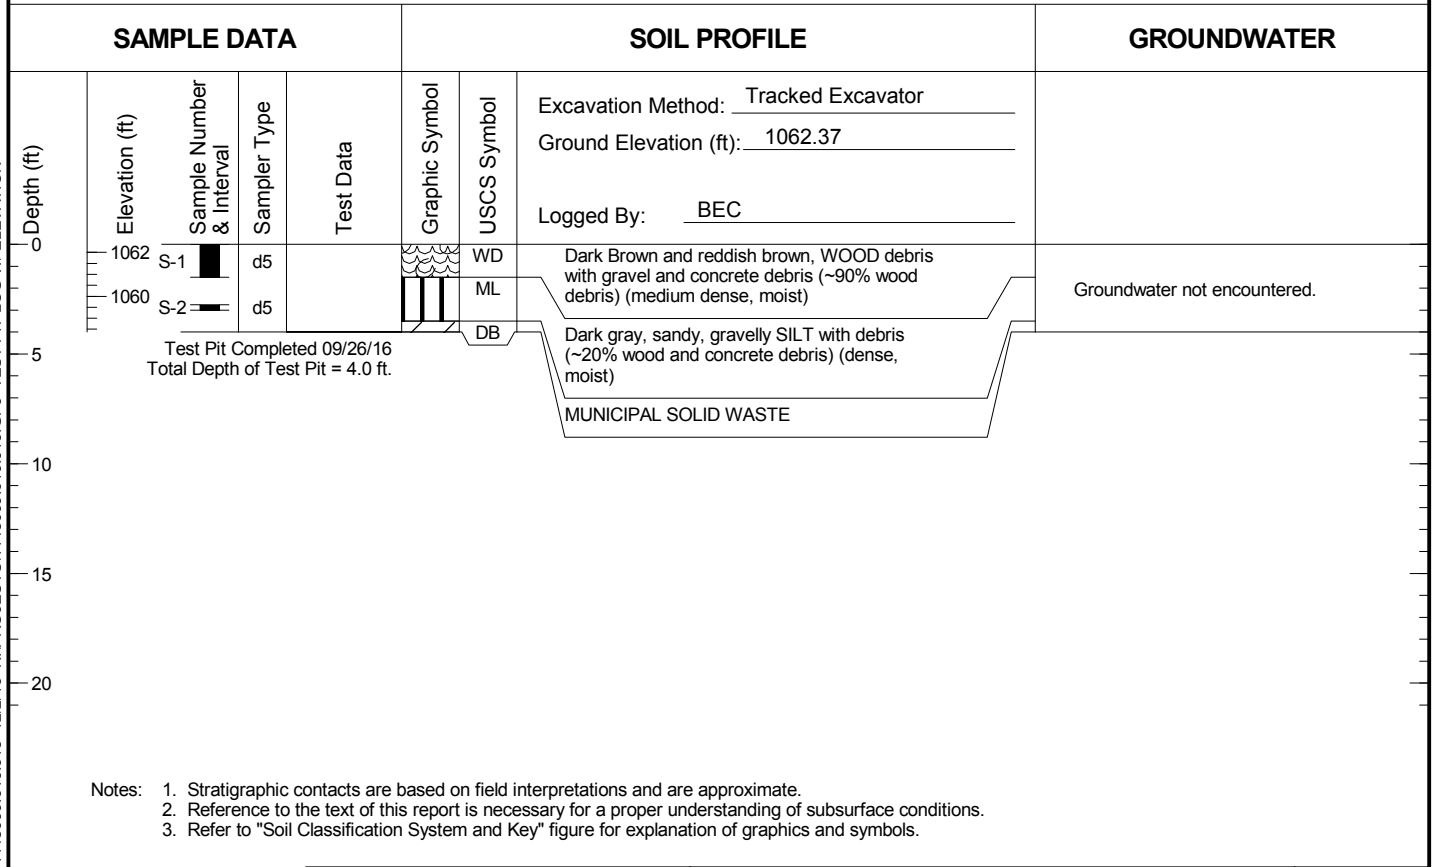 SAMPLE DATA
SOIL PROFILE
GROUNDWATER
Depth (ft)
Elevation (ft)
Sample Number
& Interval
Sampler Type
Test Data
Graphic Symbol
USCS Symbol
Excavation Method: Tracked Excavator
Ground Elevation (ft): 1062.37
Logged By: BEC
0
1062
S-1
d5
WD
Dark Brown and reddish brown, WOOD debris
with gravel and concrete debris (~90% wood
debris) (medium dense, moist)
1060
S-2
d5
ML
Groundwater not encountered.
DB
Dark gray, sandy, gravelly SILT with debris
(~20% wood and concrete debris) (dense,
moist)
MUNICIPAL SOLID WASTE
Test Pit Completed 09/26/16
Total Depth of Test Pit = 4.0 ft.
5
10
15
20
Notes: 1. Stratigraphic contacts are based on field interpretations and are approximate.
2. Reference to the text of this report is necessary for a proper understanding of subsurface conditions.
3. Refer to "Soil Classification System and Key" figure for explanation of graphics and symbols.